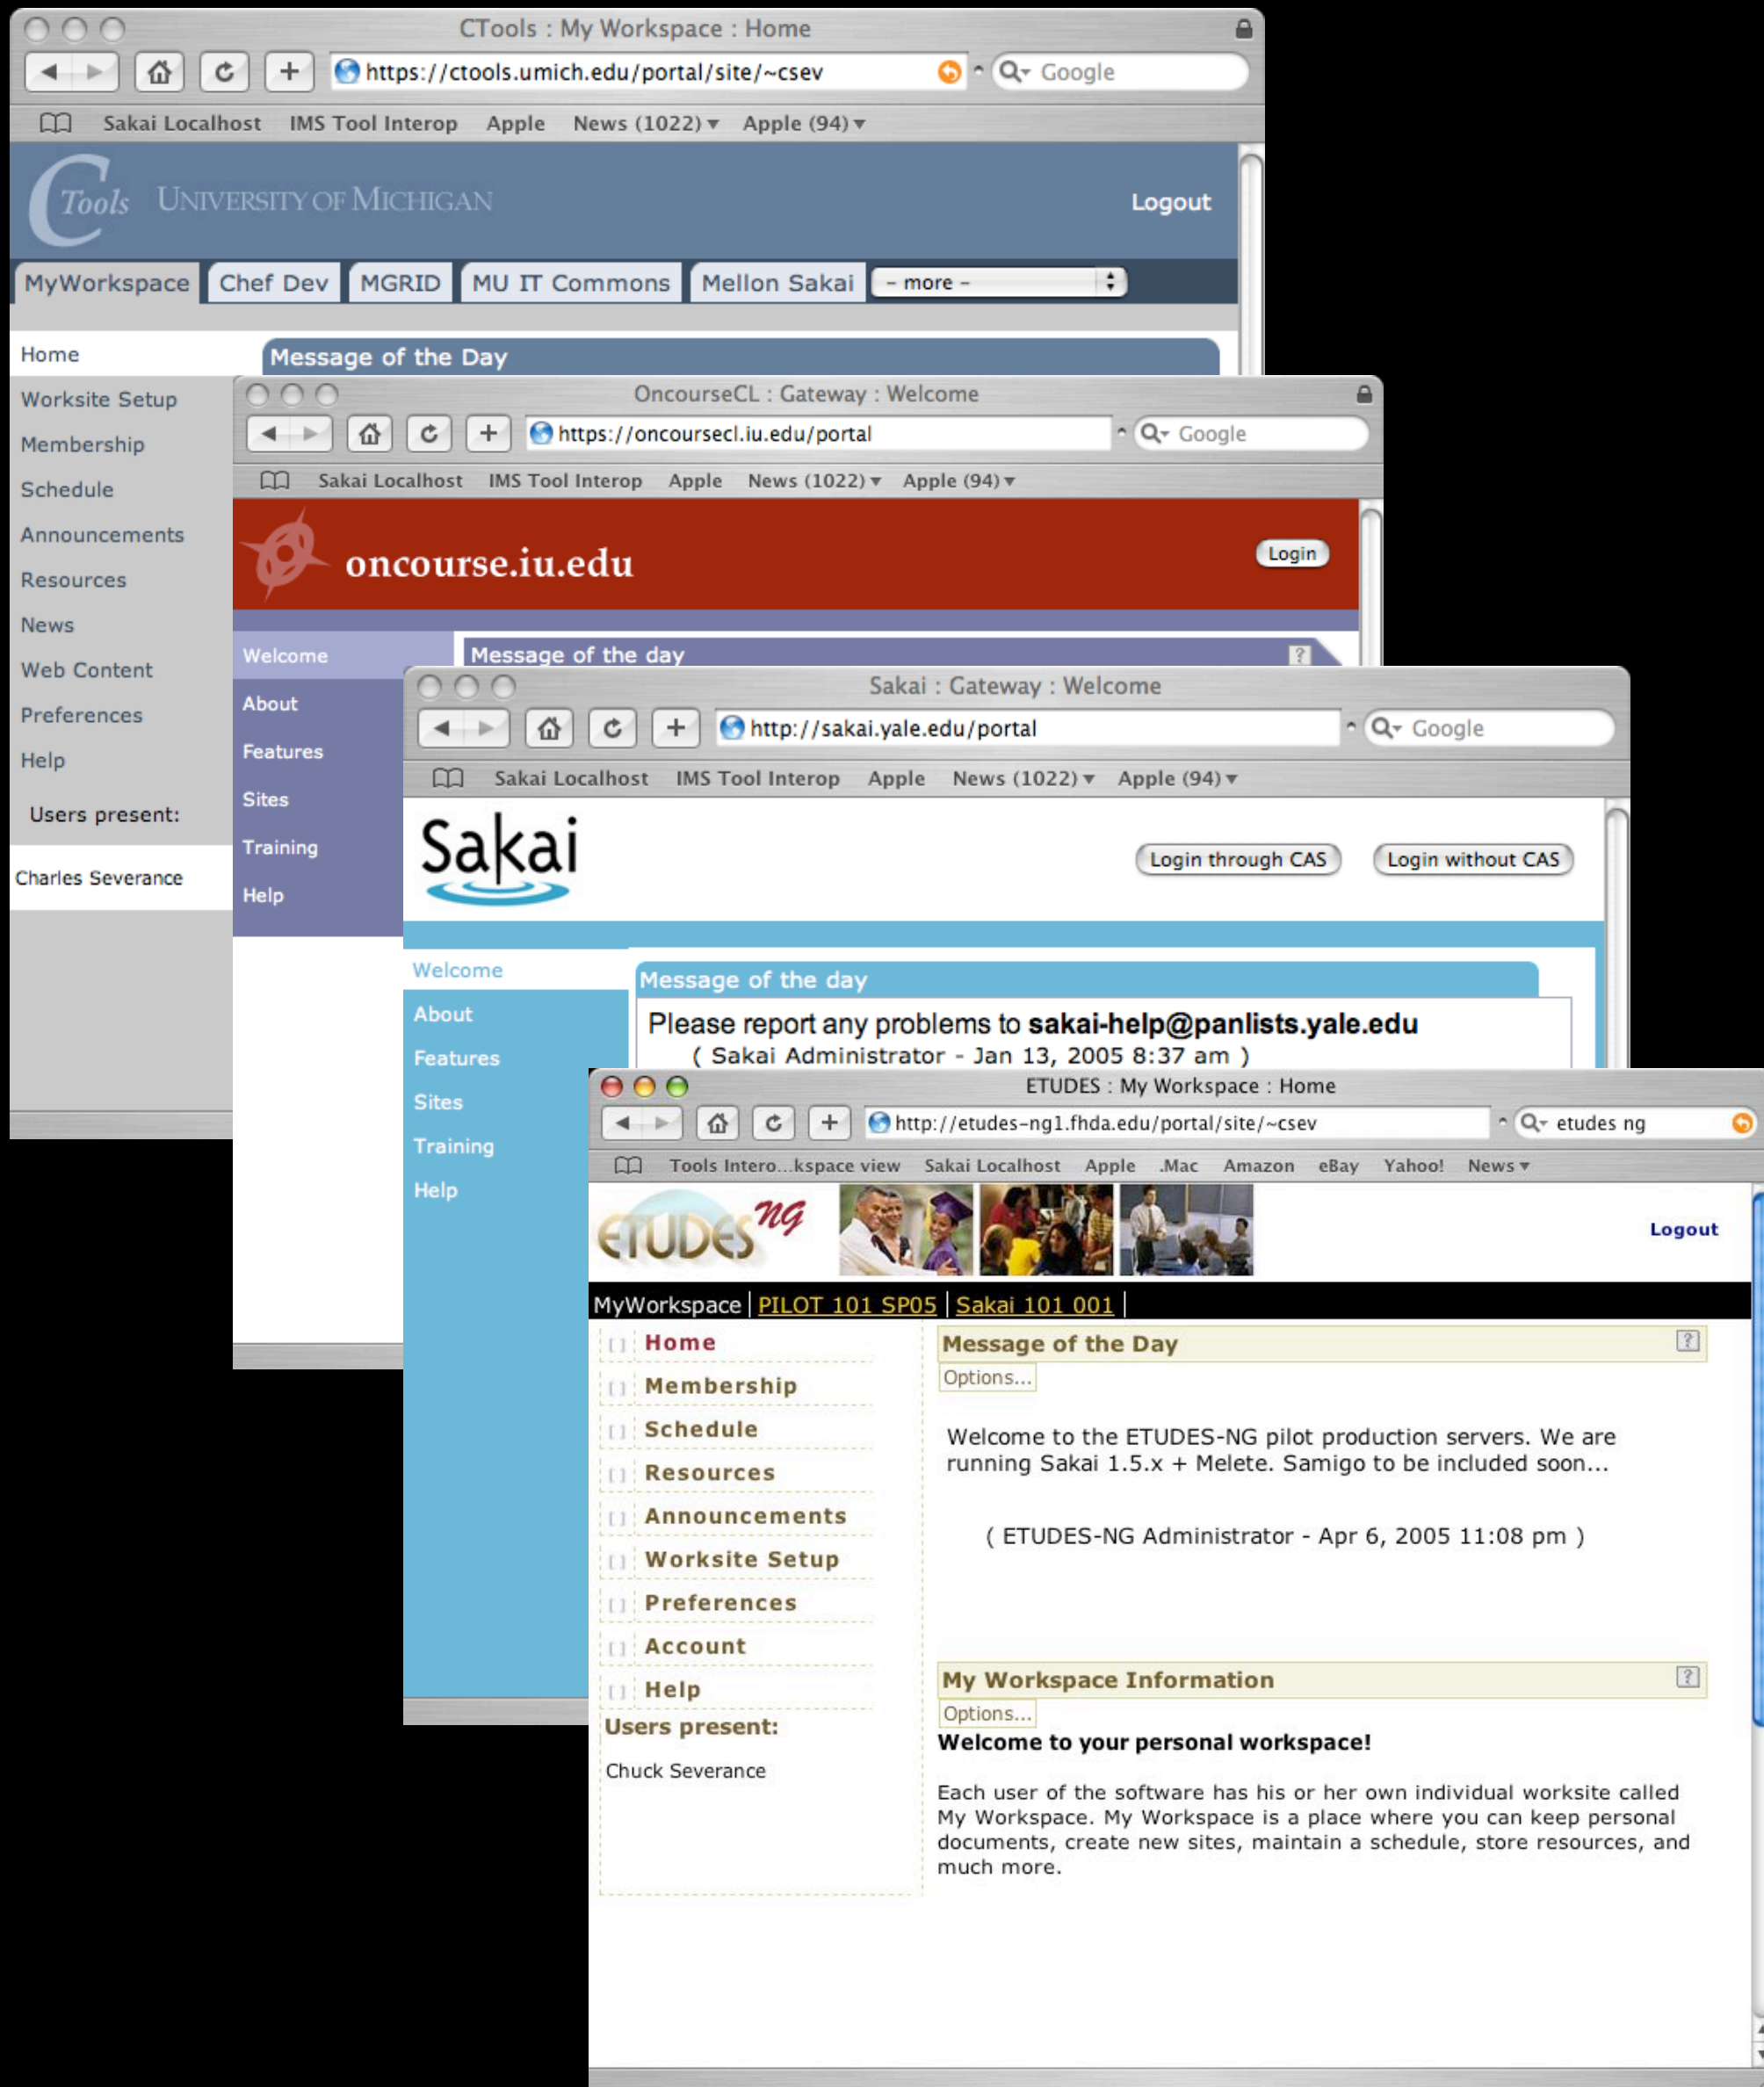 CTools : My Workspace : Home
https://ctools.umich.edu/portal/site/~csev
Google
Sakai Localhost IMS Tool Interop Apple News (1022) Apple (94)
CTools UNIVERSITY OF MICHIGAN
Logout
MyWorkspace Chef Dev MGRID MU IT Commons Mellon Sakai - more -
Home
Worksite Setup
Membership
Schedule
Announcements
Resources
News
Web Content
Preferences
Help
Users present:
Charles Severance
Message of the Day
OncourseCL : Gateway : Welcome
https://oncoursecl.iu.edu/portal
Google
Sakai Localhost IMS Tool Interop Apple News (1022) Apple (94)
oncourse.iu.edu
Login
Welcome
About
Features
Sites
Training
Help
Message of the day
?
Sakai : Gateway : Welcome
http://sakai.yale.edu/portal
Google
Sakai Localhost IMS Tool Interop Apple News (1022) Apple (94)
Sakai
Login through CAS Login without CAS
Welcome
About
Features
Sites
Training
Help
Message of the day
Please report any problems to sakai-help@panlists.yale.edu
( Sakai Administrator - Jan 13, 2005 8:37 am )
ETUDES : My Workspace : Home
http://etudes-ng1.fhda.edu/portal/site/~csev
etudes ng
Tools Intero...kspace view Sakai Localhost Apple .Mac Amazon eBay Yahoo! News
ETUDES ng
Logout
MyWorkspace | PILOT 101 SP05 | Sakai 101 001 |
[ ] Home
[ ] Membership
[ ] Schedule
[ ] Resources
[ ] Announcements
[ ] Worksite Setup
[ ] Preferences
[ ] Account
[ ] Help
Users present:
Chuck Severance
Message of the Day
?
Options...
Welcome to the ETUDES-NG pilot production servers. We are
running Sakai 1.5.x + Melete. Samigo to be included soon...
( ETUDES-NG Administrator - Apr 6, 2005 11:08 pm )
My Workspace Information
?
Options...
Welcome to your personal workspace!
Each user of the software has his or her own individual worksite called
My Workspace. My Workspace is a place where you can keep personal
documents, create new sites, maintain a schedule, store resources, and
much more.